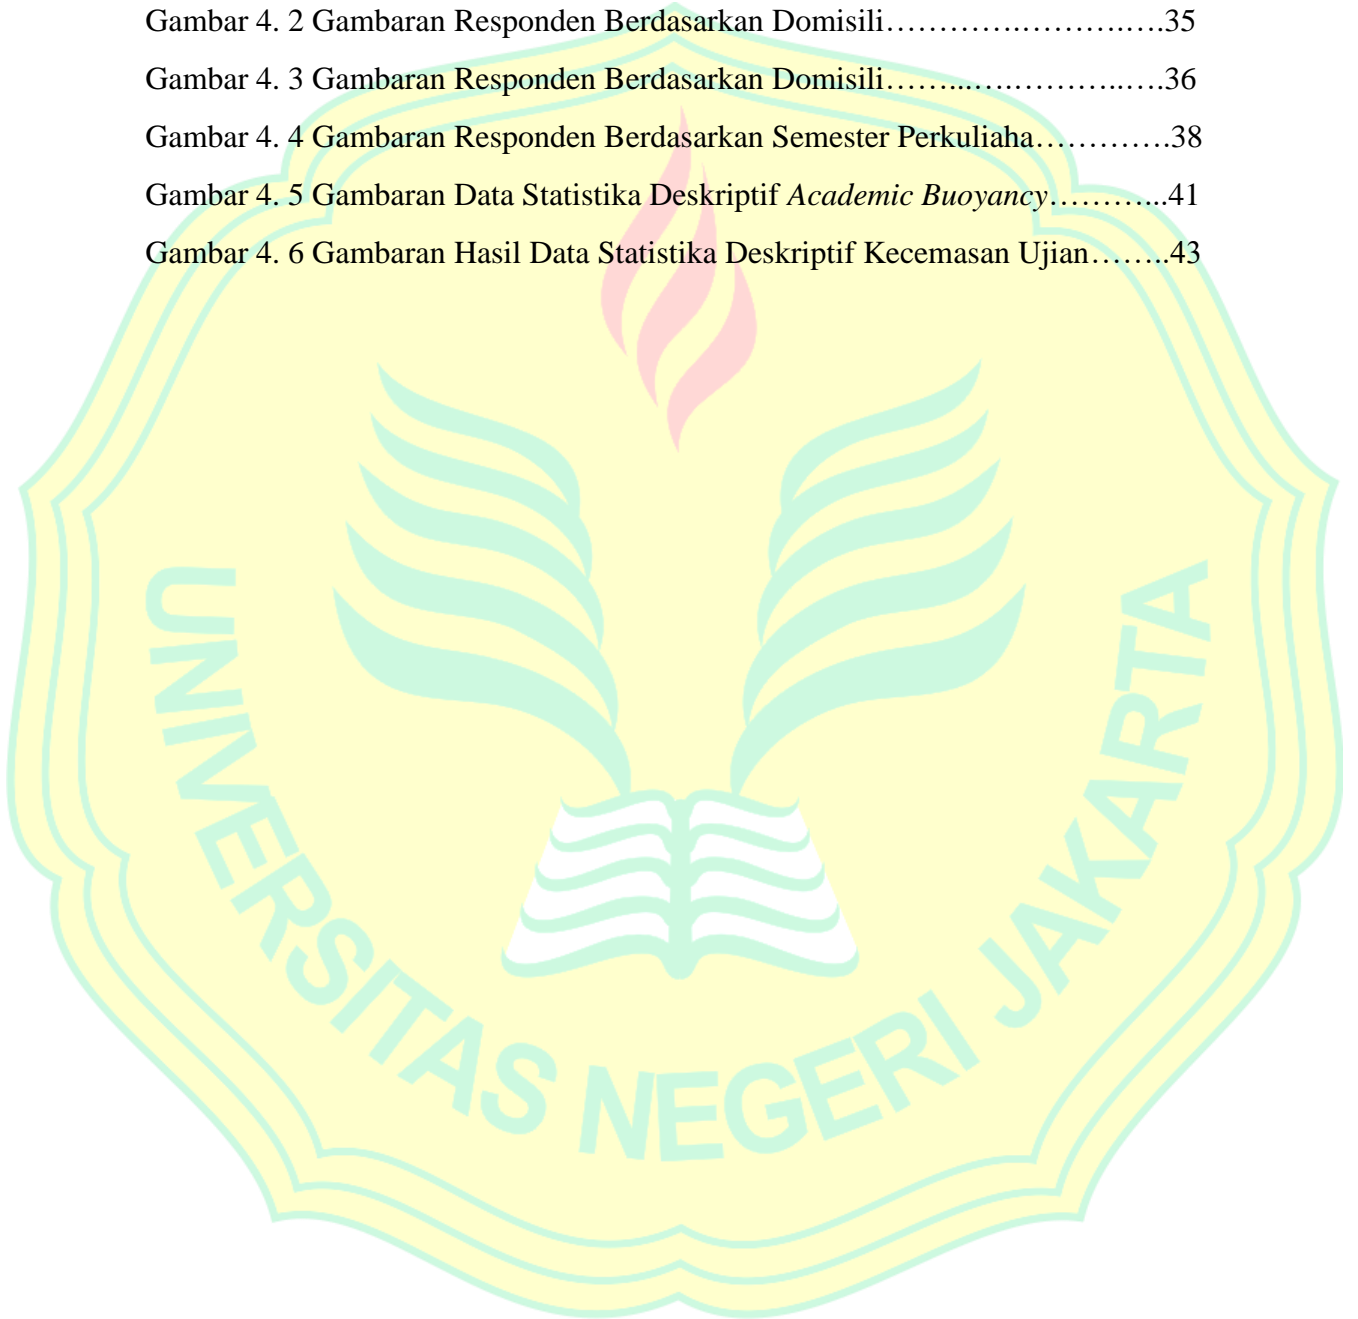 Gambar 4. 2 Gambaran Responden Berdasarkan Domisili………….……….….35
Gambar 4. 3 Gambaran Responden Berdasarkan Domisili……...….………..….36
Gambar 4. 4 Gambaran Responden Berdasarkan Semester Perkuliaha………….38
Gambar 4. 5 Gambaran Data Statistika Deskriptif Academic Buoyancy………...41
Gambar 4. 6 Gambaran Hasil Data Statistika Deskriptif Kecemasan Ujian……..43
UNIVERSITAS NEGERI JAKARTA